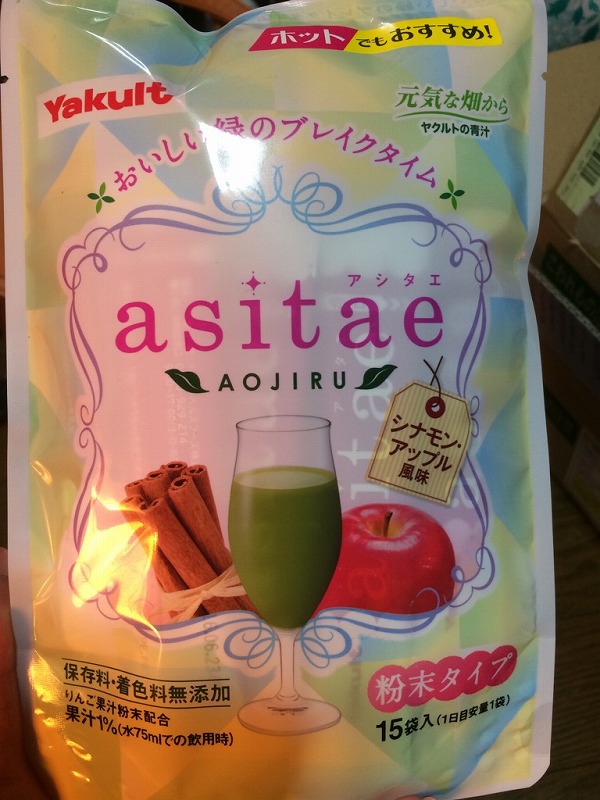 ホットでもおすすめ!
Yakult
元気な畑から
ヤクルトの青汁
おいしい緑のブレイクタイム
アシタエ
asitae
AOJIRU
シナモン・
アップル
風味
保存料・着色料無添加
りんご果汁粉末配合
果汁1%(水75mlでの飲用時)
粉末タイプ
15袋入(1日目安量1袋)